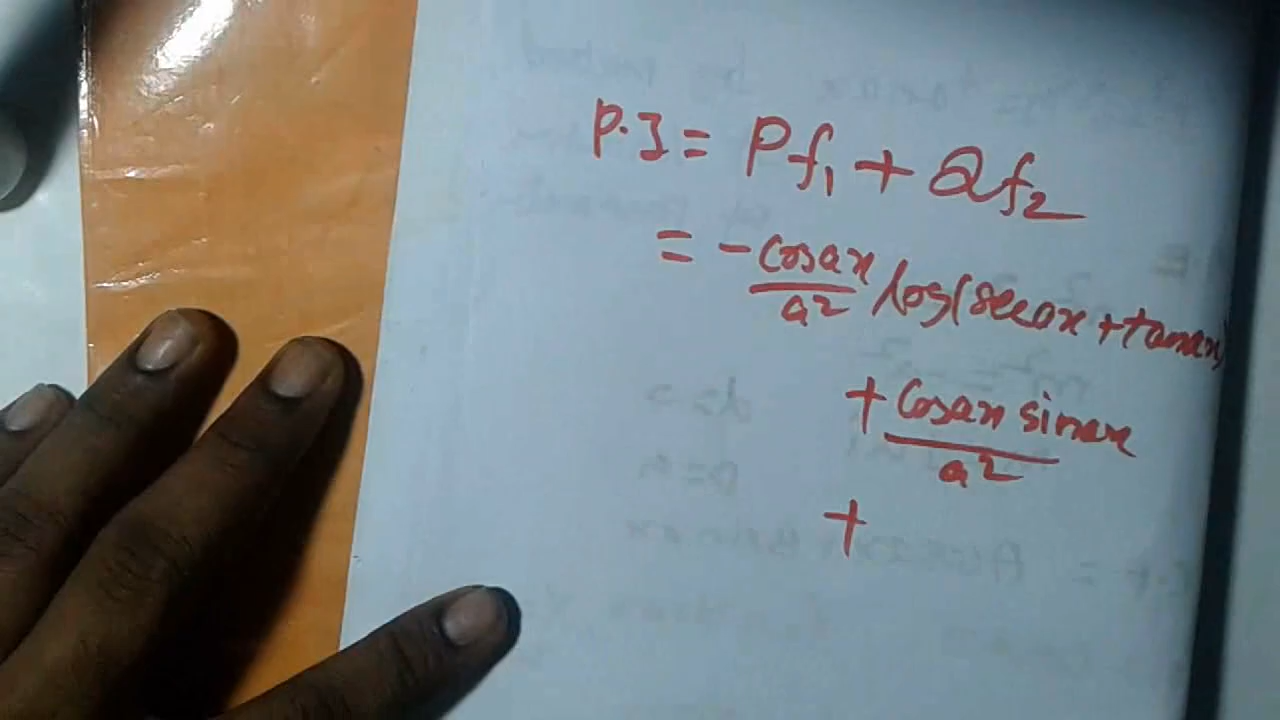 P.I = Pf₁ + Qf₂
= -cosax/a² log(secax + tanax)
+ cosax sinax/a²
+